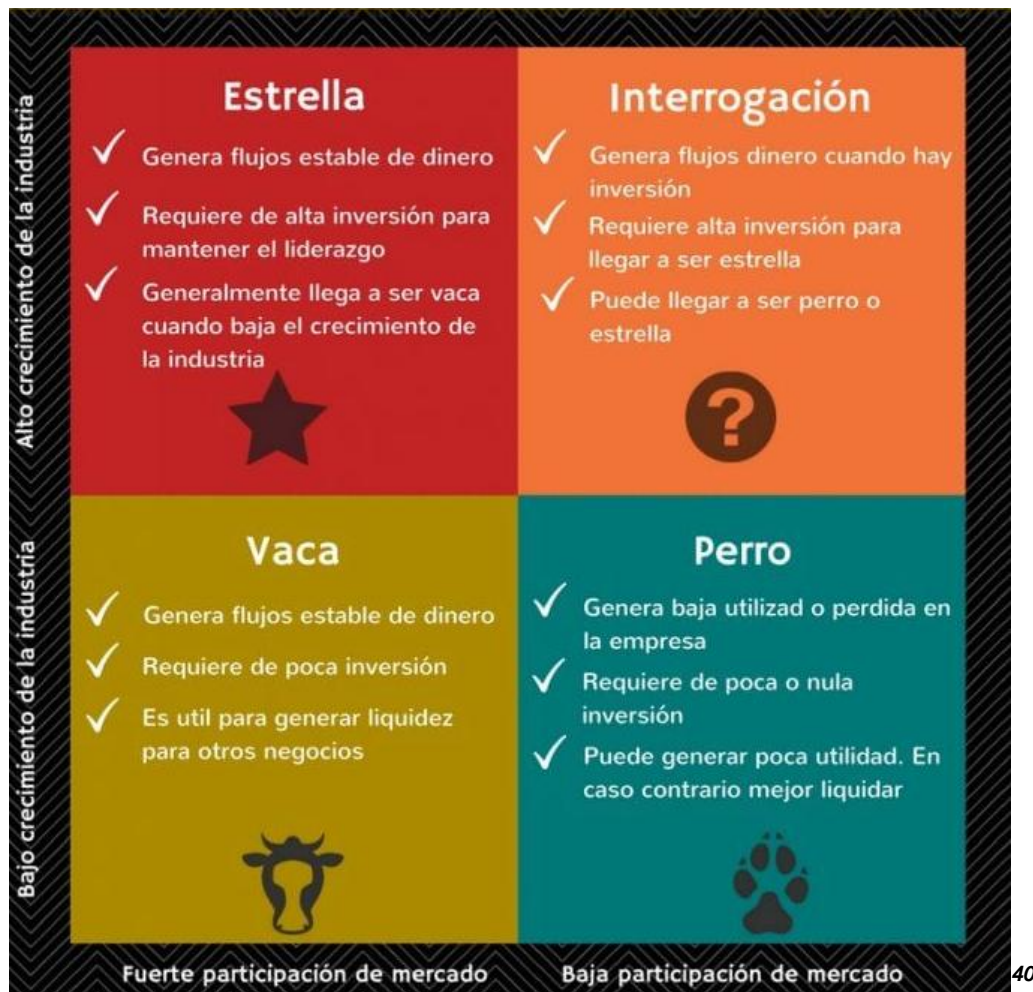 Estrella
Genera flujos estable de dinero
Requiere de alta inversión para
mantener el liderazgo
Generalmente llega a ser vaca
cuando baja el crecimiento de
la industria
Interrogación
Genera flujos dinero cuando hay
inversión
Requiere alta inversión para
llegar a ser estrella
Puede llegar a ser perro o
estrella
?
Alto crecimiento de la industria
Vaca
Genera flujos estable de dinero
Requiere de poca inversión
Es util para generar liquidez
para otros negocios
Perro
Genera baja utilizad o perdida en
la empresa
Requiere de poca o nula
inversión
Puede generar poca utilidad. En
caso contrario mejor liquidar
Bajo crecimiento de la industria
Fuerte participación de mercado
Baja participación de mercado
40